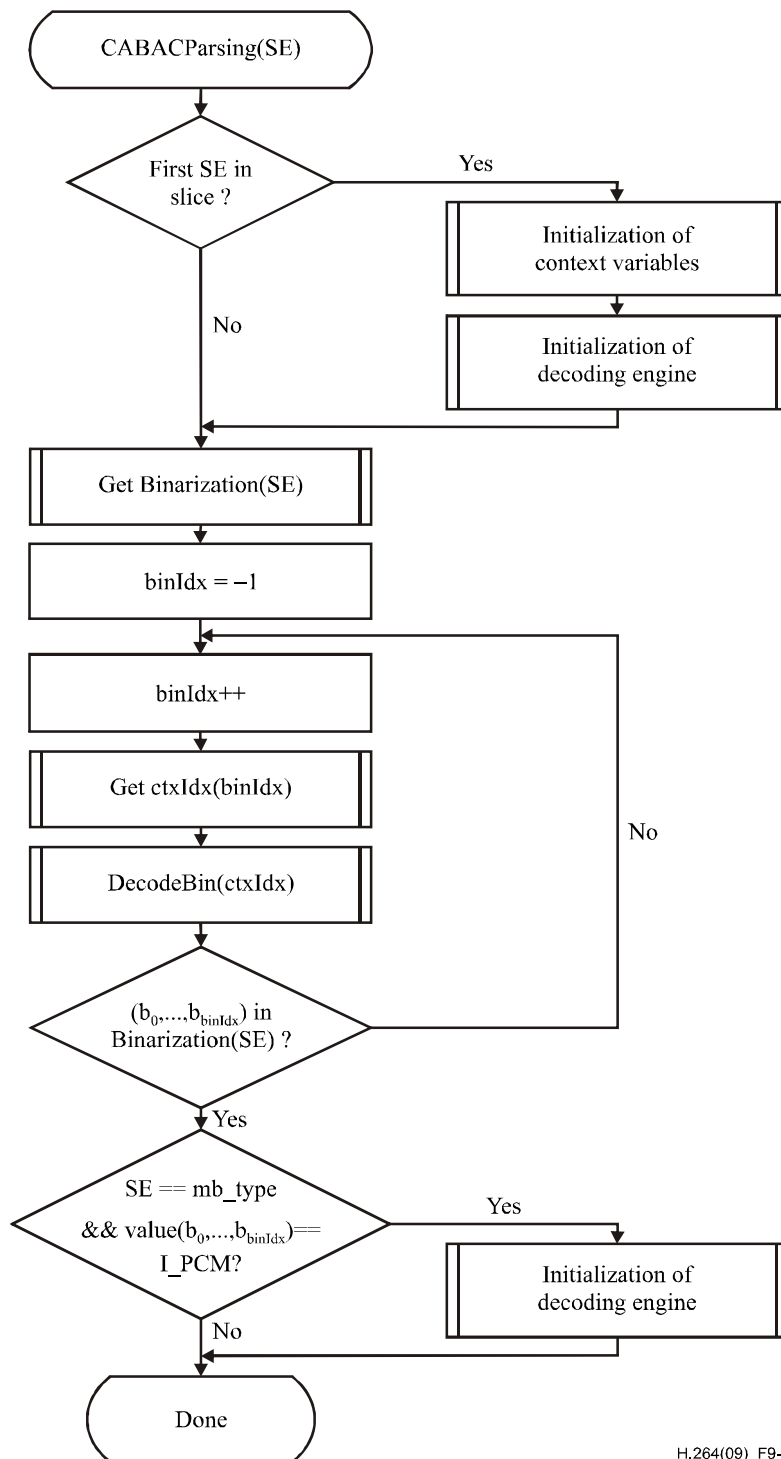 CABACParsing(SE)
First SE in
slice ?
Yes
Initialization of
context variables
No
Initialization of
decoding engine
Get Binarization(SE)
binIdx = –1
binIdx++
Get ctxIdx(binIdx)
No
DecodeBin(ctxIdx)
(b0,...,bbinIdx) in
Binarization(SE) ?
Yes
SE == mb_type
&& value(b0,...,bbinIdx)==
I_PCM?
Yes
Initialization of
decoding engine
No
Done
H.264(09)_F9-